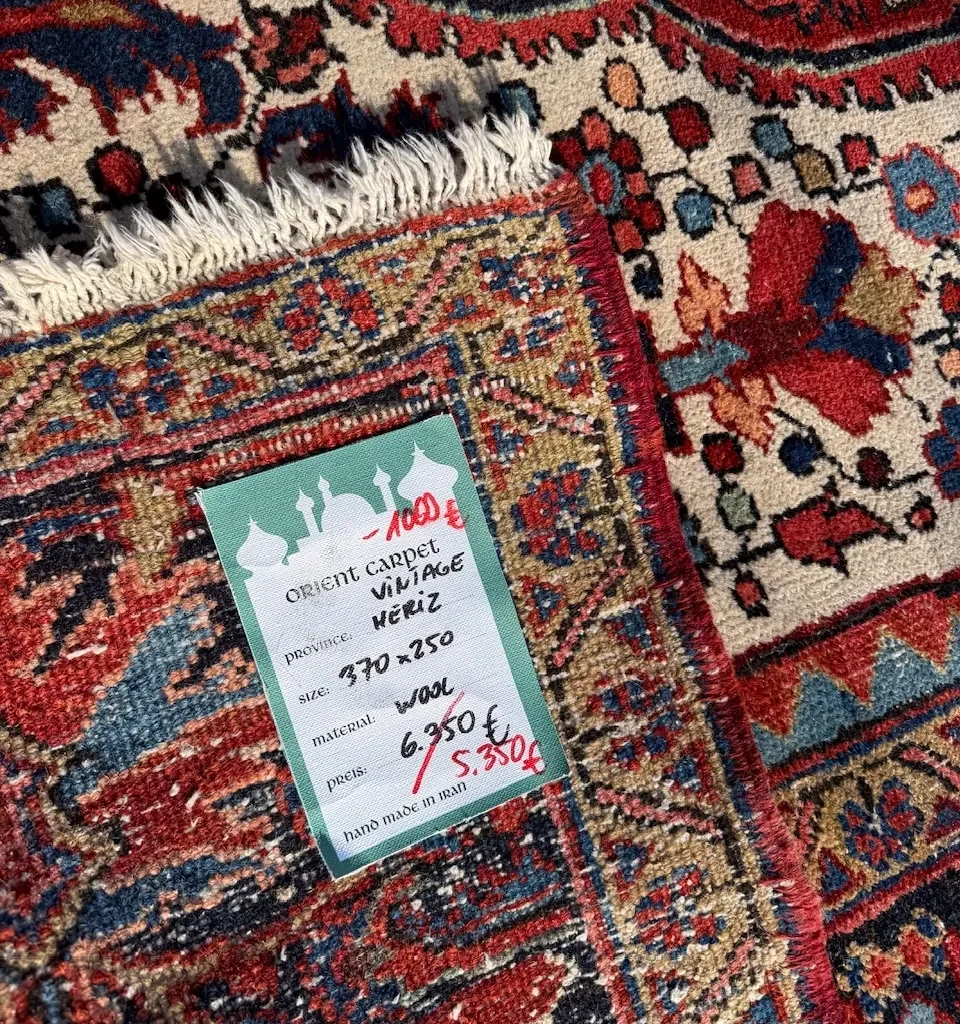 - 1000 €
ORIENT CARPET
VINTAGE
PROVINCE: HERIZ
SIZE: 370 x 250
MATERIAL: WOOL
PREIS: 6.350 €
5.350 €
HAND MADE IN IRAN